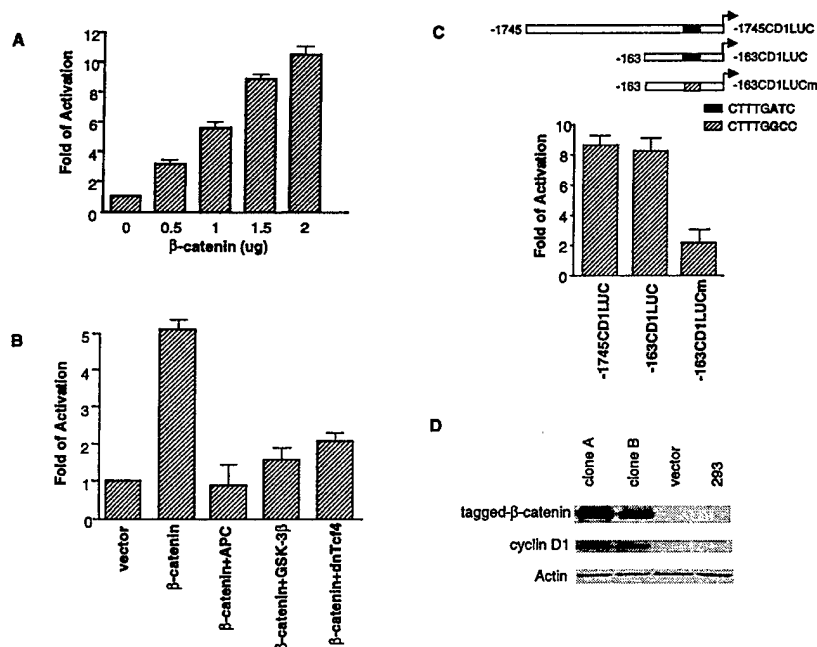 A
Fold of Activation
12
10
8
6
4
2
0
0 0.5 1 1.5 2
β-catenin (ug)
B
Fold of Activation
5
4
3
2
1
0
vector
β-catenin
β-catenin+APC
β-catenin+GSK-3β
β-catenin+dnTcf4
C
-1745 -1745CD1LUC
-163 -163CD1LUC
-163 -163CD1LUCm
CTTTGATC
CTTTGGCC
Fold of Activation
10
8
6
4
2
0
-1745CD1LUC
-163CD1LUC
-163CD1LUCm
D
clone A
clone B
vector
293
tagged-β-catenin
cyclin D1
Actin